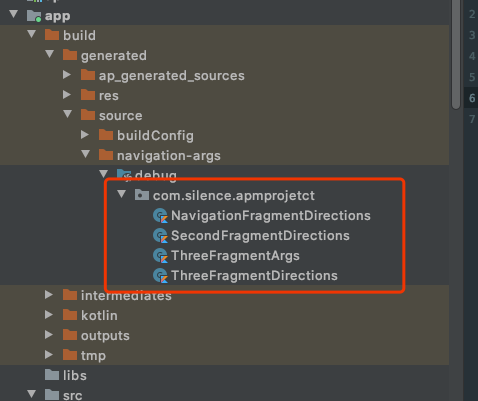 app
build
generated
ap_generated_sources
res
source
buildConfig
navigation-args
debug
com.silence.apmprojetct
NavigationFragmentDirections
SecondFragmentDirections
ThreeFragmentArgs
ThreeFragmentDirections
intermediates
kotlin
outputs
tmp
libs
src
2
3
4
5
6
7